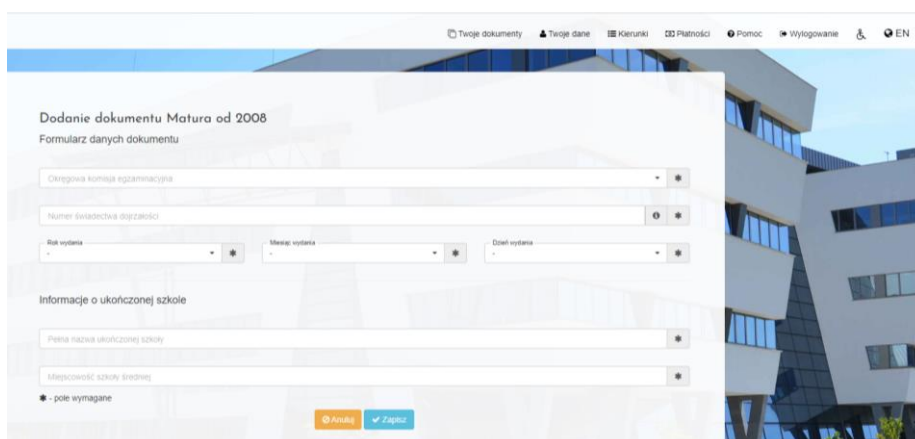 Twoje dokumenty Twoje dane Kierunki Płatności Pomoc Wylogowanie EN
Dodanie dokumentu Matura od 2008
Formularz danych dokumentu
Okręgowa komisja egzaminacyjna
Numer świadectwa dojrzałości
Rok wydania Miesiąc wydania Dzień wydania
- - -
Informacje o ukończonej szkole
Pełna nazwa ukończonej szkoły
Miejscowość szkoły średniej
✱ - pole wymagane
Anuluj Zapisz